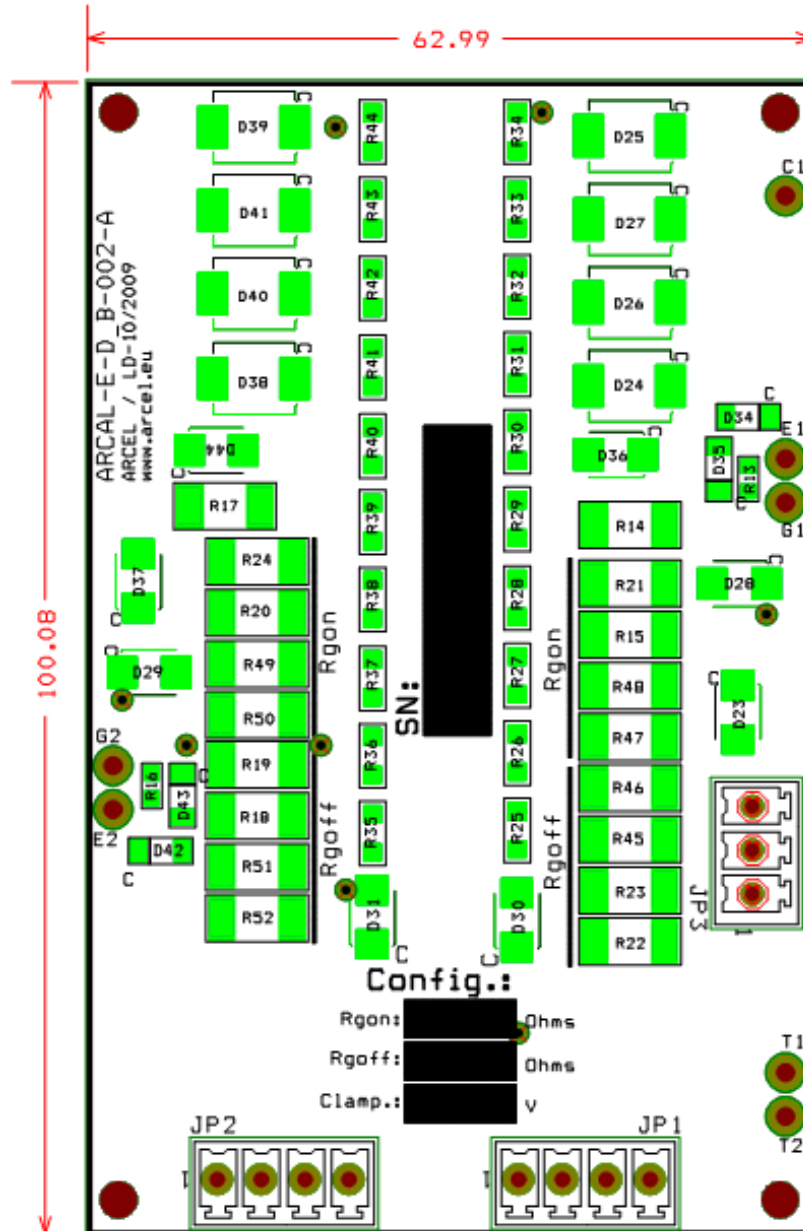 62.99
100.08
ARCAL-E-D_B-002-A
ARCEL / LD-10/2009
www.arcel.eu
C
D39
R44
R34
C
D25
C1
C
D41
R43
R33
C
D27
C
D40
R42
R32
C
D26
C
D38
R41
R31
C
D24
C
D44
R40
R30
C
D36
C
D34
E1
D35
R13
C
G1
R17
R39
R29
R14
D37
C
R24
R38
R28
R21
C
D28
R20
Rgon
R15
Rgon
C
D29
R49
R37
R27
R48
C
D23
SN:
R50
R47
G2
R19
R36
R26
R46
R16
D43
C
E2
R18
Rgoff
R35
R25
R45
Rgoff
D42
C
R51
R23
JP3
1
D31
C
D30
C
R52
R22
Config.:
Rgon:
Ohms
Rgoff:
Ohms
Clamp.:
V
T1
T2
JP2
1
JP1
1